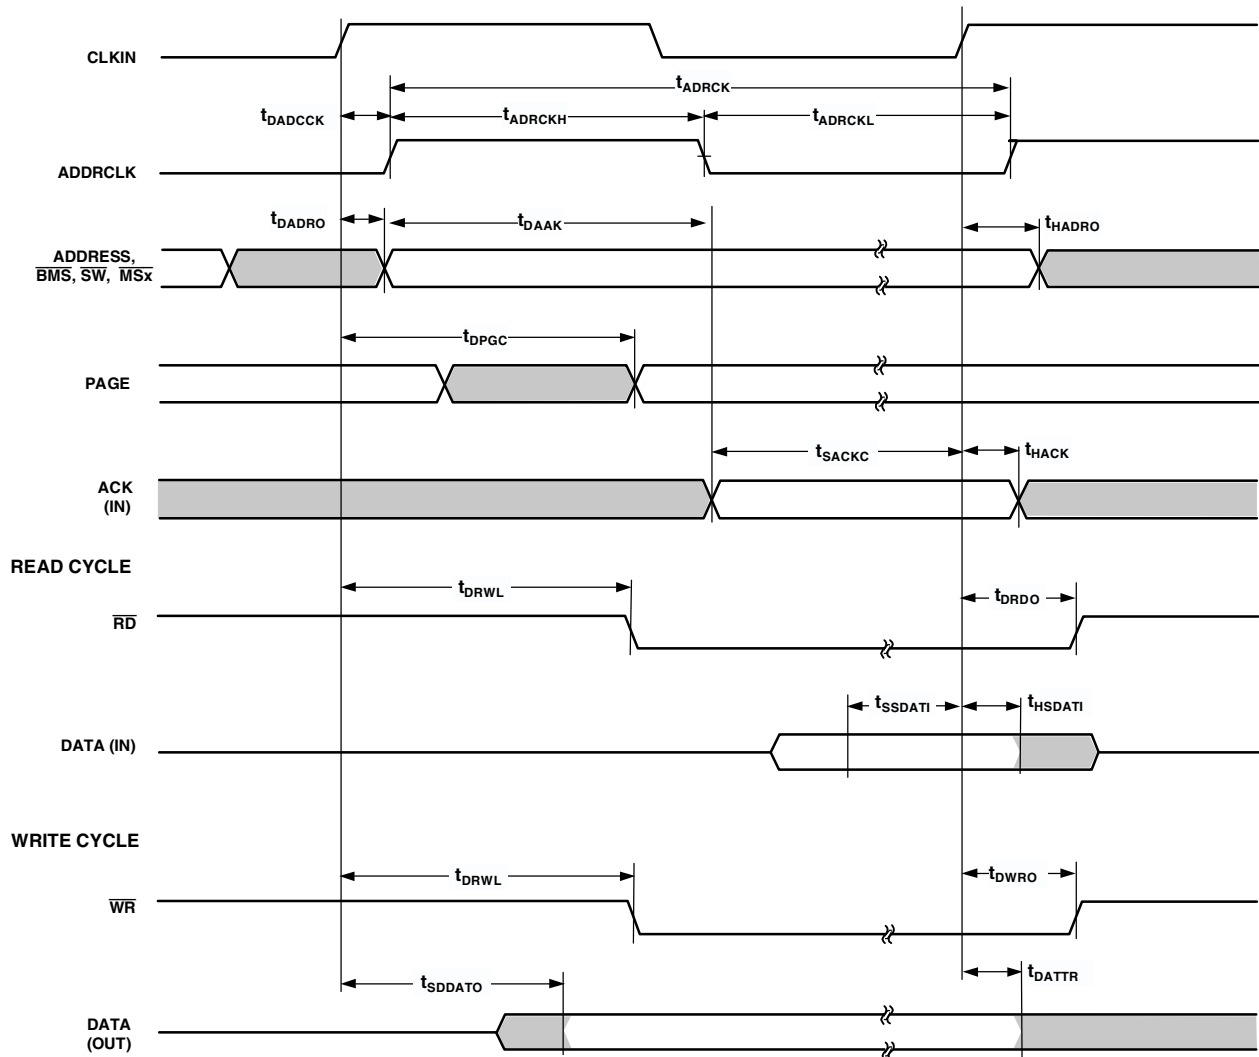 CLKIN
tADRCK
tDADCCK
tADRCKH
tADRCKL
ADDRCLK
tDADRO
tDAAK
tHADRO
ADDRESS,
BMS, SW, MSx
tDPGC
PAGE
tSACKC
tHACK
ACK
(IN)
READ CYCLE
tDRWL
tDRDO
RD
tSSDATI
tHSDATI
DATA (IN)
WRITE CYCLE
tDRWL
tDWRO
WR
tSDDATO
tDATTR
DATA
(OUT)